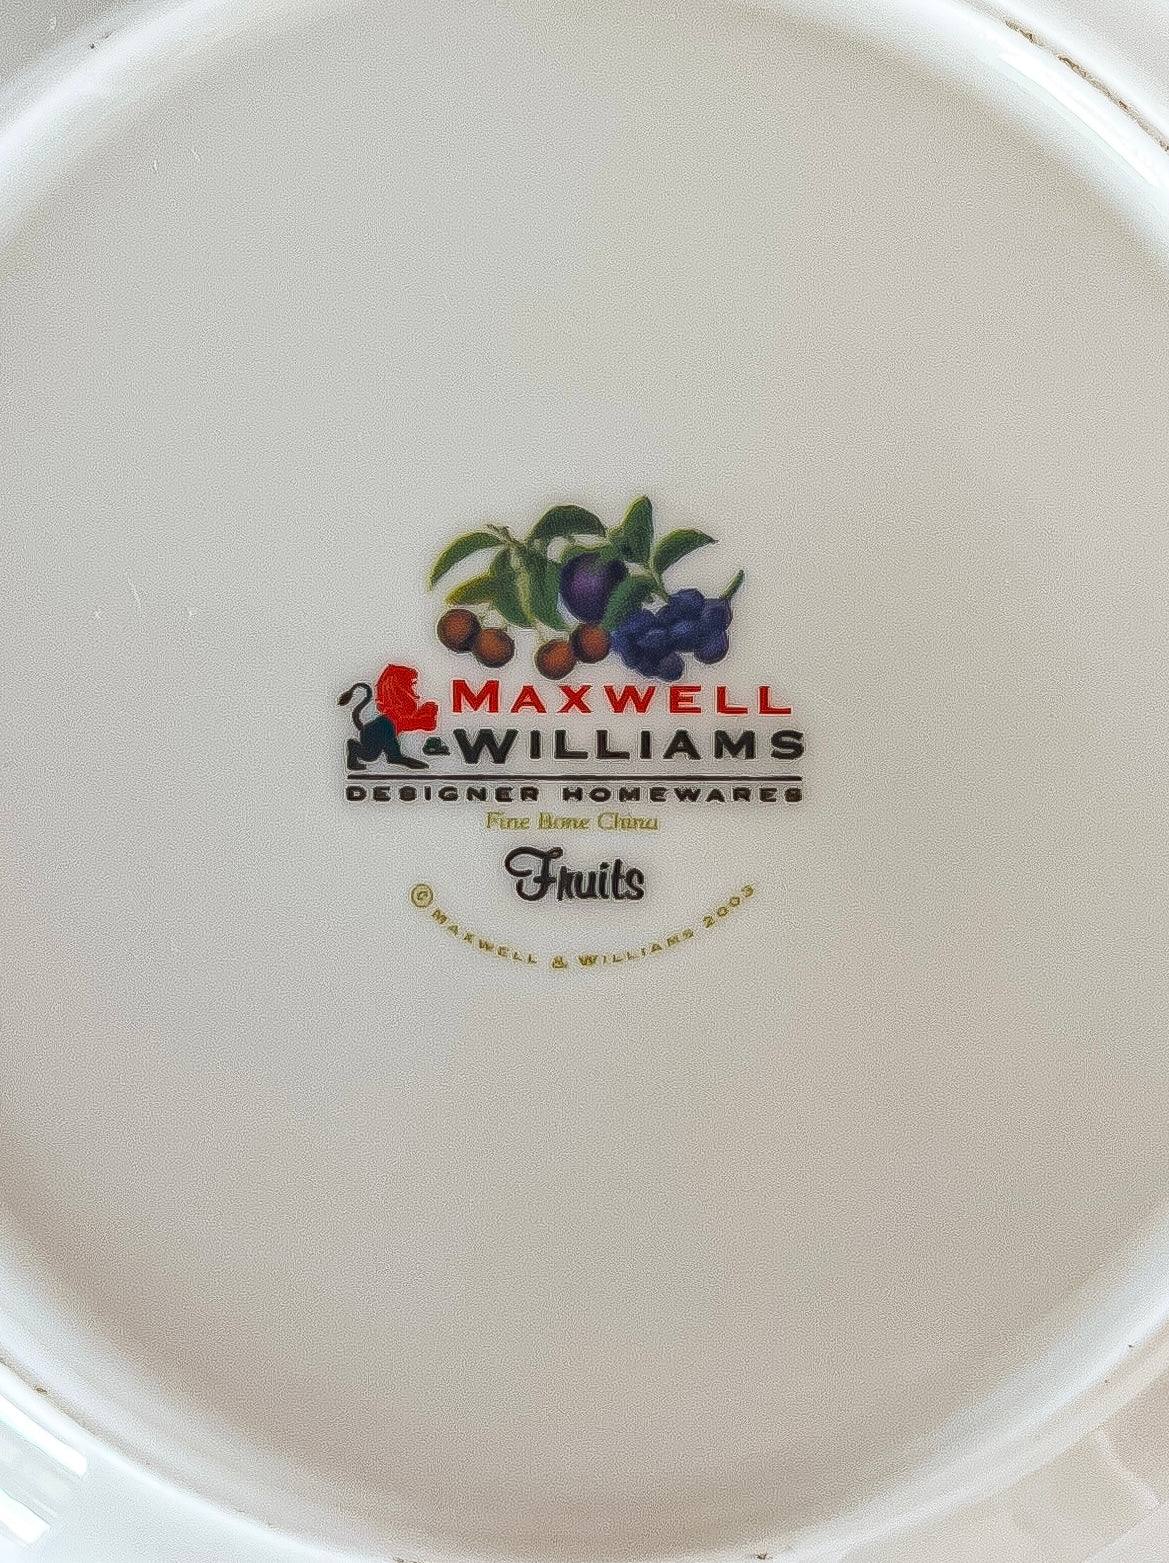 MAXWELL
& WILLIAMS
DESIGNER HOMEWARES
Fine Bone China
Fruits
© MAXWELL & WILLIAMS 2003